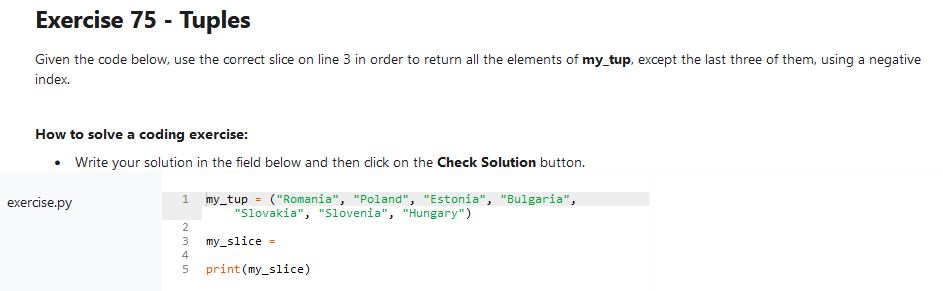 Exercise 75 - Tuples
Given the code below, use the correct slice on line 3 in order to return all the elements of my_tup, except the last three of them, using a negative
index.
How to solve a coding exercise:
• Write your solution in the field below and then click on the Check Solution button.
exercise.py
1 my_tup = ("Romania", "Poland", "Estonia", "Bulgaria",
"Slovakia", "Slovenia", "Hungary")
2
3 my_slice =
4
5 print(my_slice)